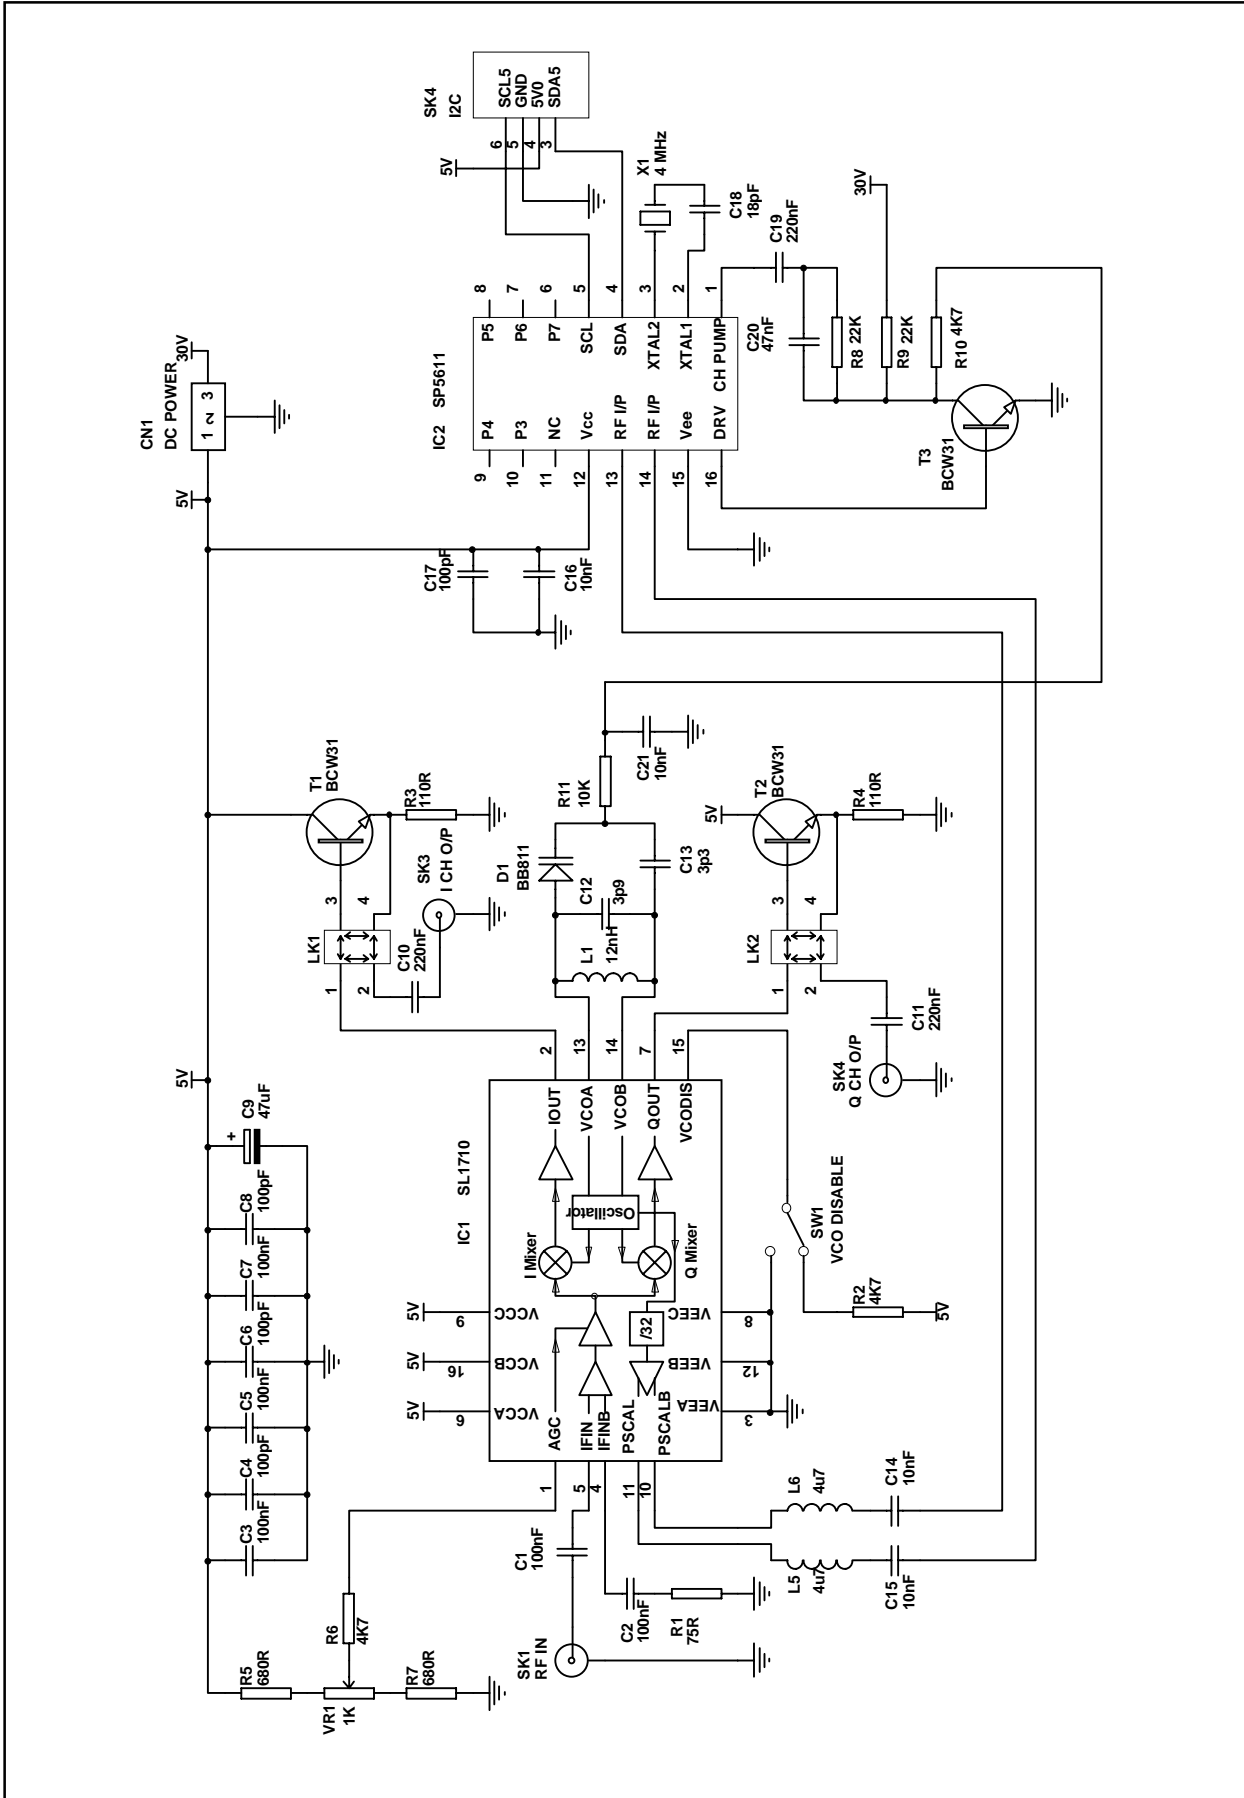 CN1
DC POWER
1 2 3
30V
5V
5V
C9
47uF
+
C8
100pF
C7
100nF
C6
100pF
C5
100nF
C4
100pF
C3
100nF
R5
680R
VR1
1K
R7
680R
R6
4K7
SK1
RF IN
C1
100nF
C2
100nF
R1
75R
IC1 SL1710
5V
5V
5V
6
16
9
VCCA
VCCB
VCCC
1
5
4
11
10
AGC
IFIN
IFINB
PSCAL
PSCALB
I Mixer
Oscillator
Q Mixer
/32
VEEA
VEEB
VEEC
3
12
8
IOUT
VCOA
VCOB
QOUT
VCODIS
2
13
14
7
15
L5
4u7
C15
10nF
L6
4u7
C14
10nF
SW1
VCO DISABLE
R2
4K7
5V
LK1
1
2
3
4
T1
BCW31
R3
110R
C10
220nF
SK3
I CH O/P
L1
12nH
C12
3p9
D1
BB811
C13
3p3
R11
10K
C21
10nF
LK2
1
2
3
4
5V
T2
BCW31
R4
110R
C11
220nF
SK4
Q CH O/P
C17
100pF
C16
10nF
IC2 SP5611
9
10
11
12
13
14
15
16
P4
P3
NC
Vcc
RF I/P
RF I/P
Vee
DRV
P5
P6
P7
SCL
SDA
XTAL2
XTAL1
CH PUMP
8
7
6
5
4
3
2
1
SK4
I2C
SCL5
GND
5V0
SDA5
6
5
4
3
5V
X1
4 MHz
C18
18pF
C19
220nF
C20
47nF
R8 22K
R9 22K
R10 4K7
30V
T3
BCW31